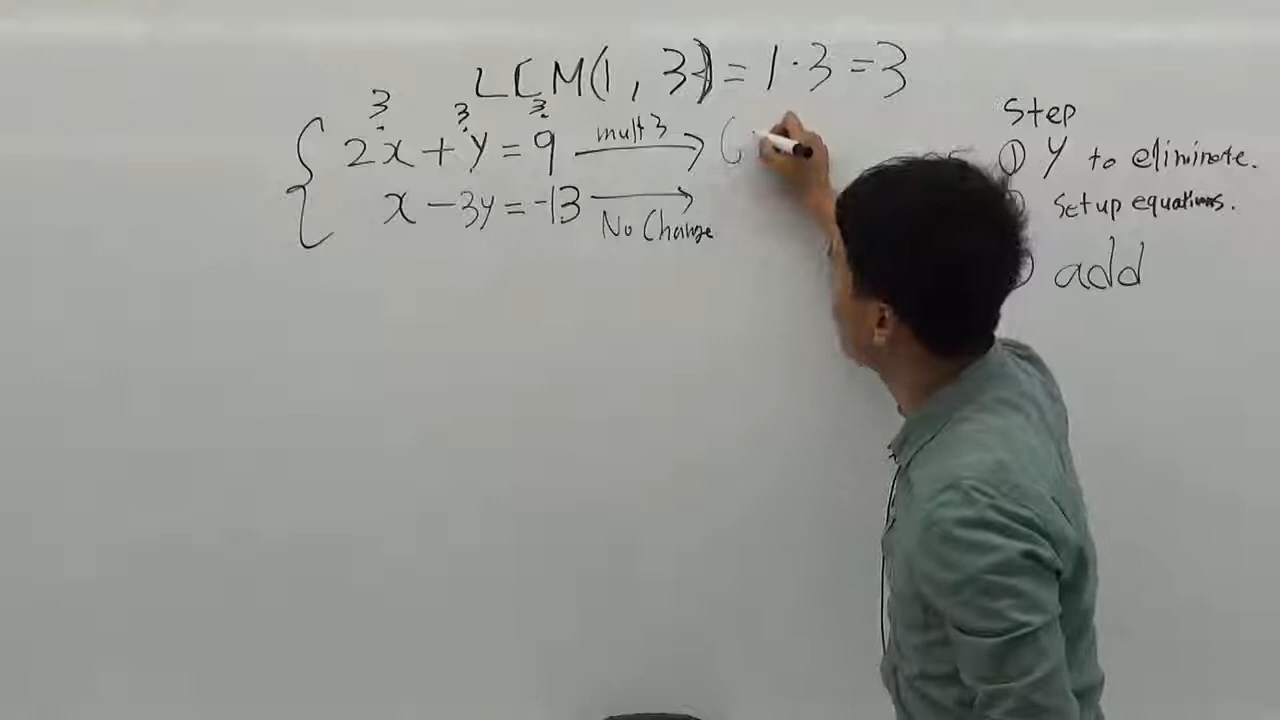 LCM(1, 3) = 1·3 = 3
3· 3· 3·
2x + y = 9 mult 3 → 6
x - 3y = -13 → No Change
Step
① y to eliminate.
setup equations.
add